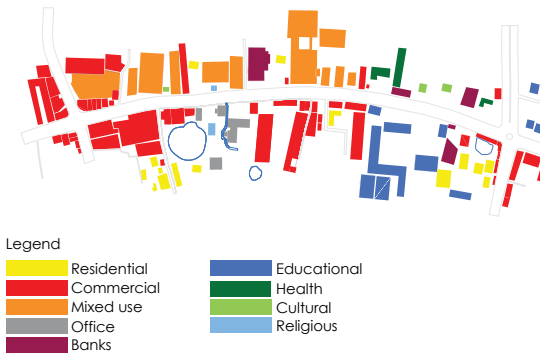 Legend
Residential
Commercial
Mixed use
Office
Banks
Educational
Health
Cultural
Religious